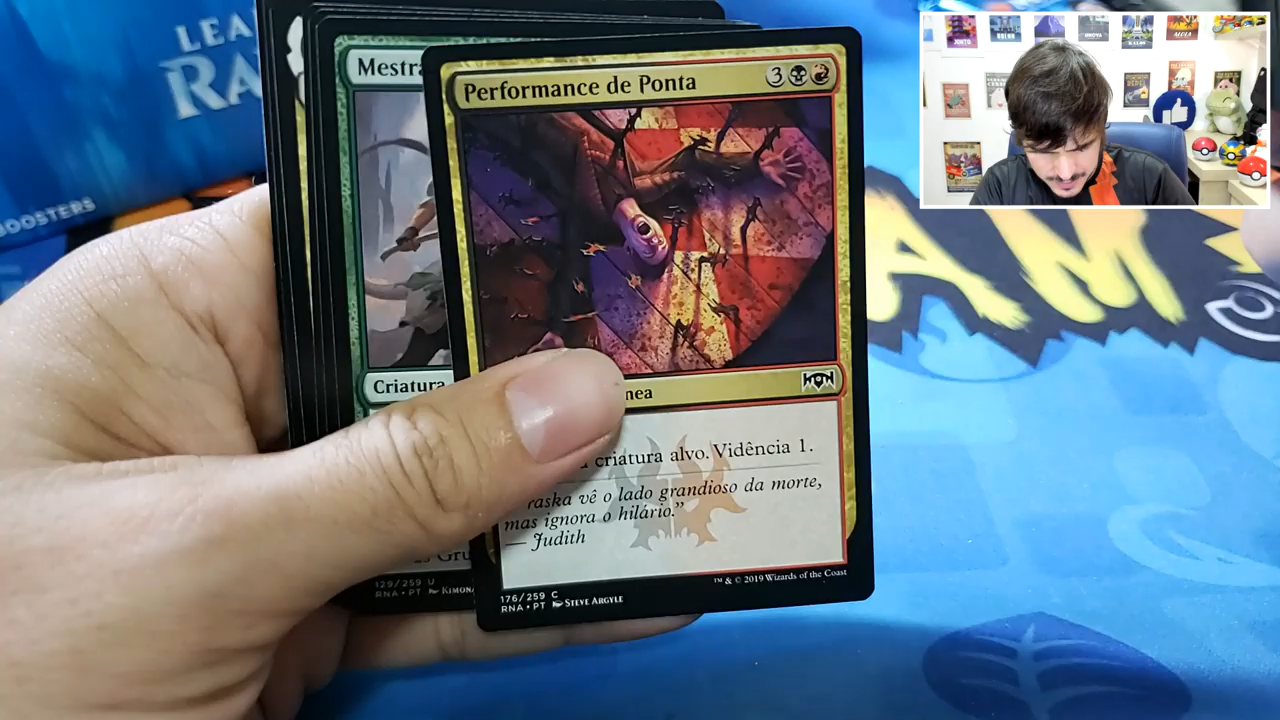 LEA
RA
BOOSTERS
Mestra
Criatura
129/259 U
RNA • PT
Performance de Ponta
3
nea
criatura alvo. Vidência 1.
raska vê o lado grandioso da morte,
mas ignora o hilário."
— Judith
176/259 C
RNA • PT STEVE ARGYLE
™ & © 2019 Wizards of the Coast
AM